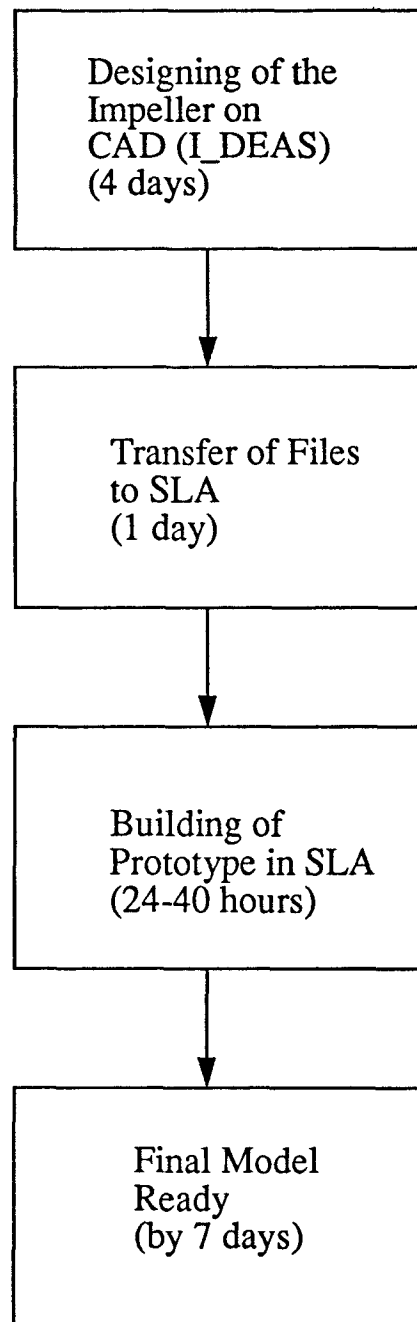 Designing of the
Impeller on
CAD (I_DEAS)
(4 days)
Transfer of Files
to SLA
(1 day)
Building of
Prototype in SLA
(24-40 hours)
Final Model
Ready
(by 7 days)